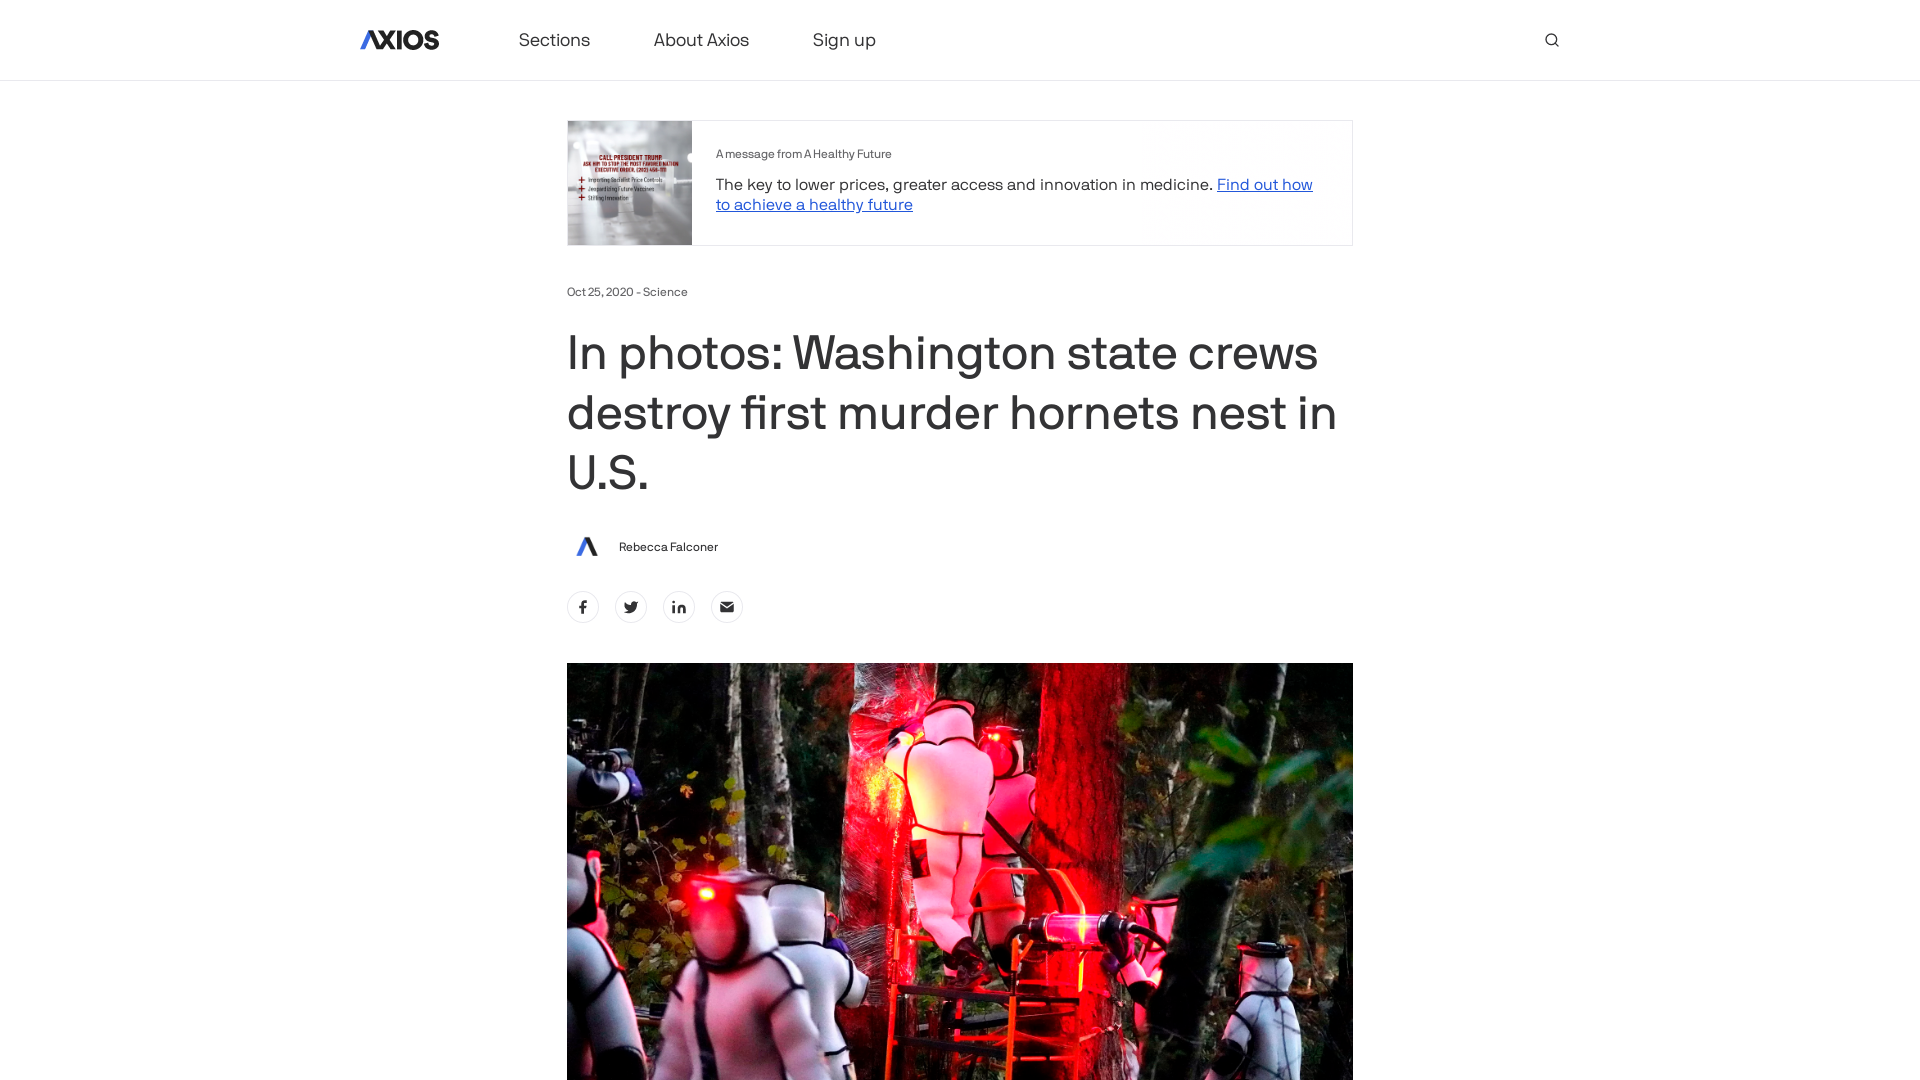 AXIOS
Sections
About Axios
Sign up
CALL PRESIDENT TRUMP
ASK HIM TO STOP THE MOST FAVORED NATION
EXECUTIVE ORDER. (202) 456-1111
Importing Socialist Price Controls
Jeopardizing Future Vaccines
Stifling Innovation
A message from A Healthy Future
The key to lower prices, greater access and innovation in medicine. Find out how
to achieve a healthy future
Oct 25, 2020 - Science
In photos: Washington state crews
destroy first murder hornets nest in
U.S.
Rebecca Falconer